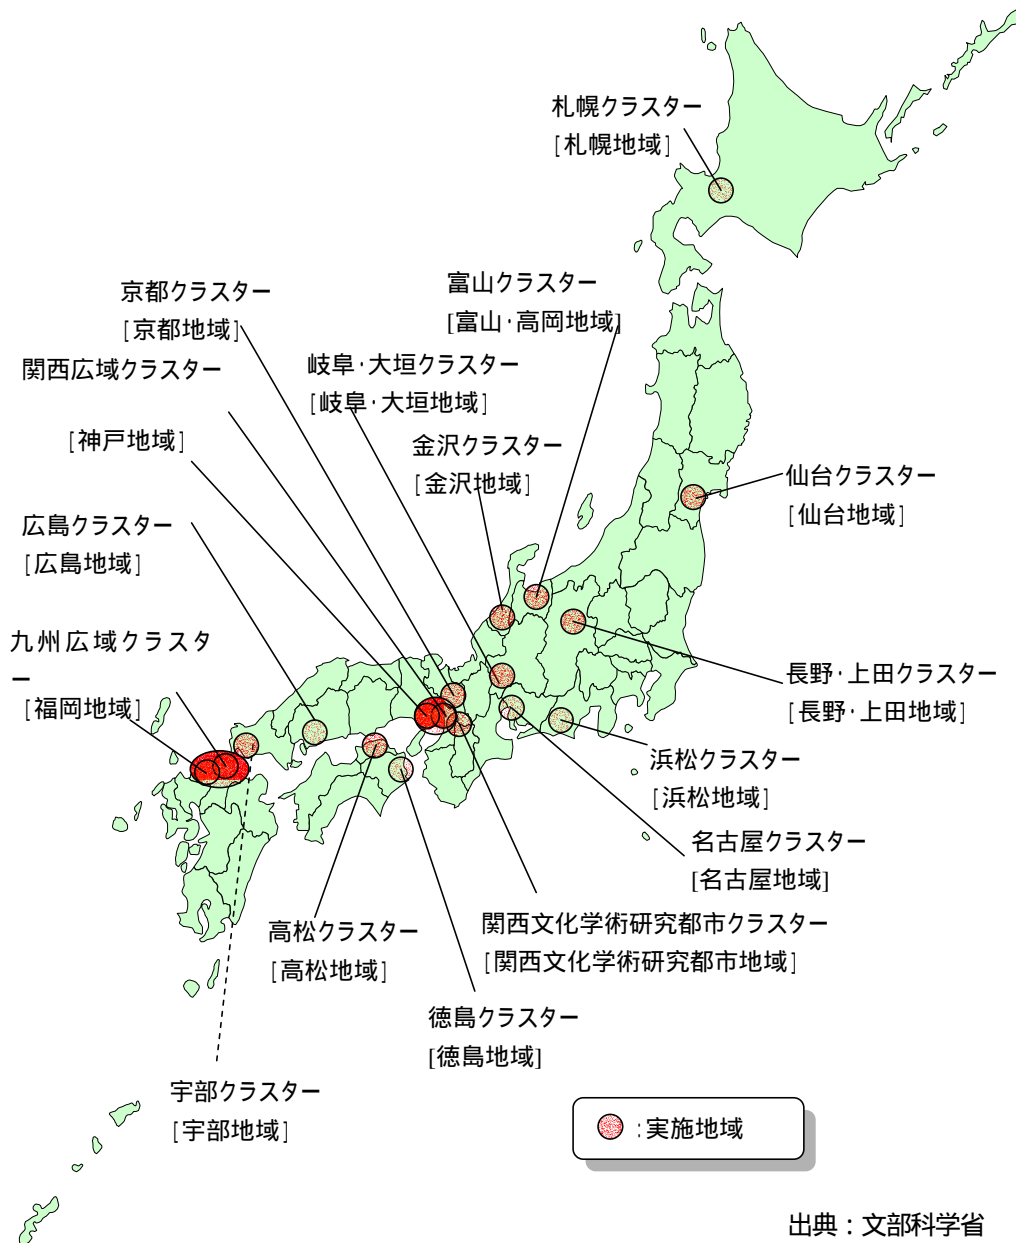 札幌クラスター
[札幌地域]
京都クラスター
[京都地域]
富山クラスター
[富山・高岡地域]
関西広域クラスター
[神戸地域]
岐阜・大垣クラスター
[岐阜・大垣地域]
金沢クラスター
[金沢地域]
仙台クラスター
[仙台地域]
広島クラスター
[広島地域]
九州広域クラスタ
ー
[福岡地域]
長野・上田クラスター
[長野・上田地域]
浜松クラスター
[浜松地域]
名古屋クラスター
[名古屋地域]
関西文化学術研究都市クラスター
[関西文化学術研究都市地域]
高松クラスター
[高松地域]
徳島クラスター
[徳島地域]
宇部クラスター
[宇部地域]
:実施地域
出典：文部科学省